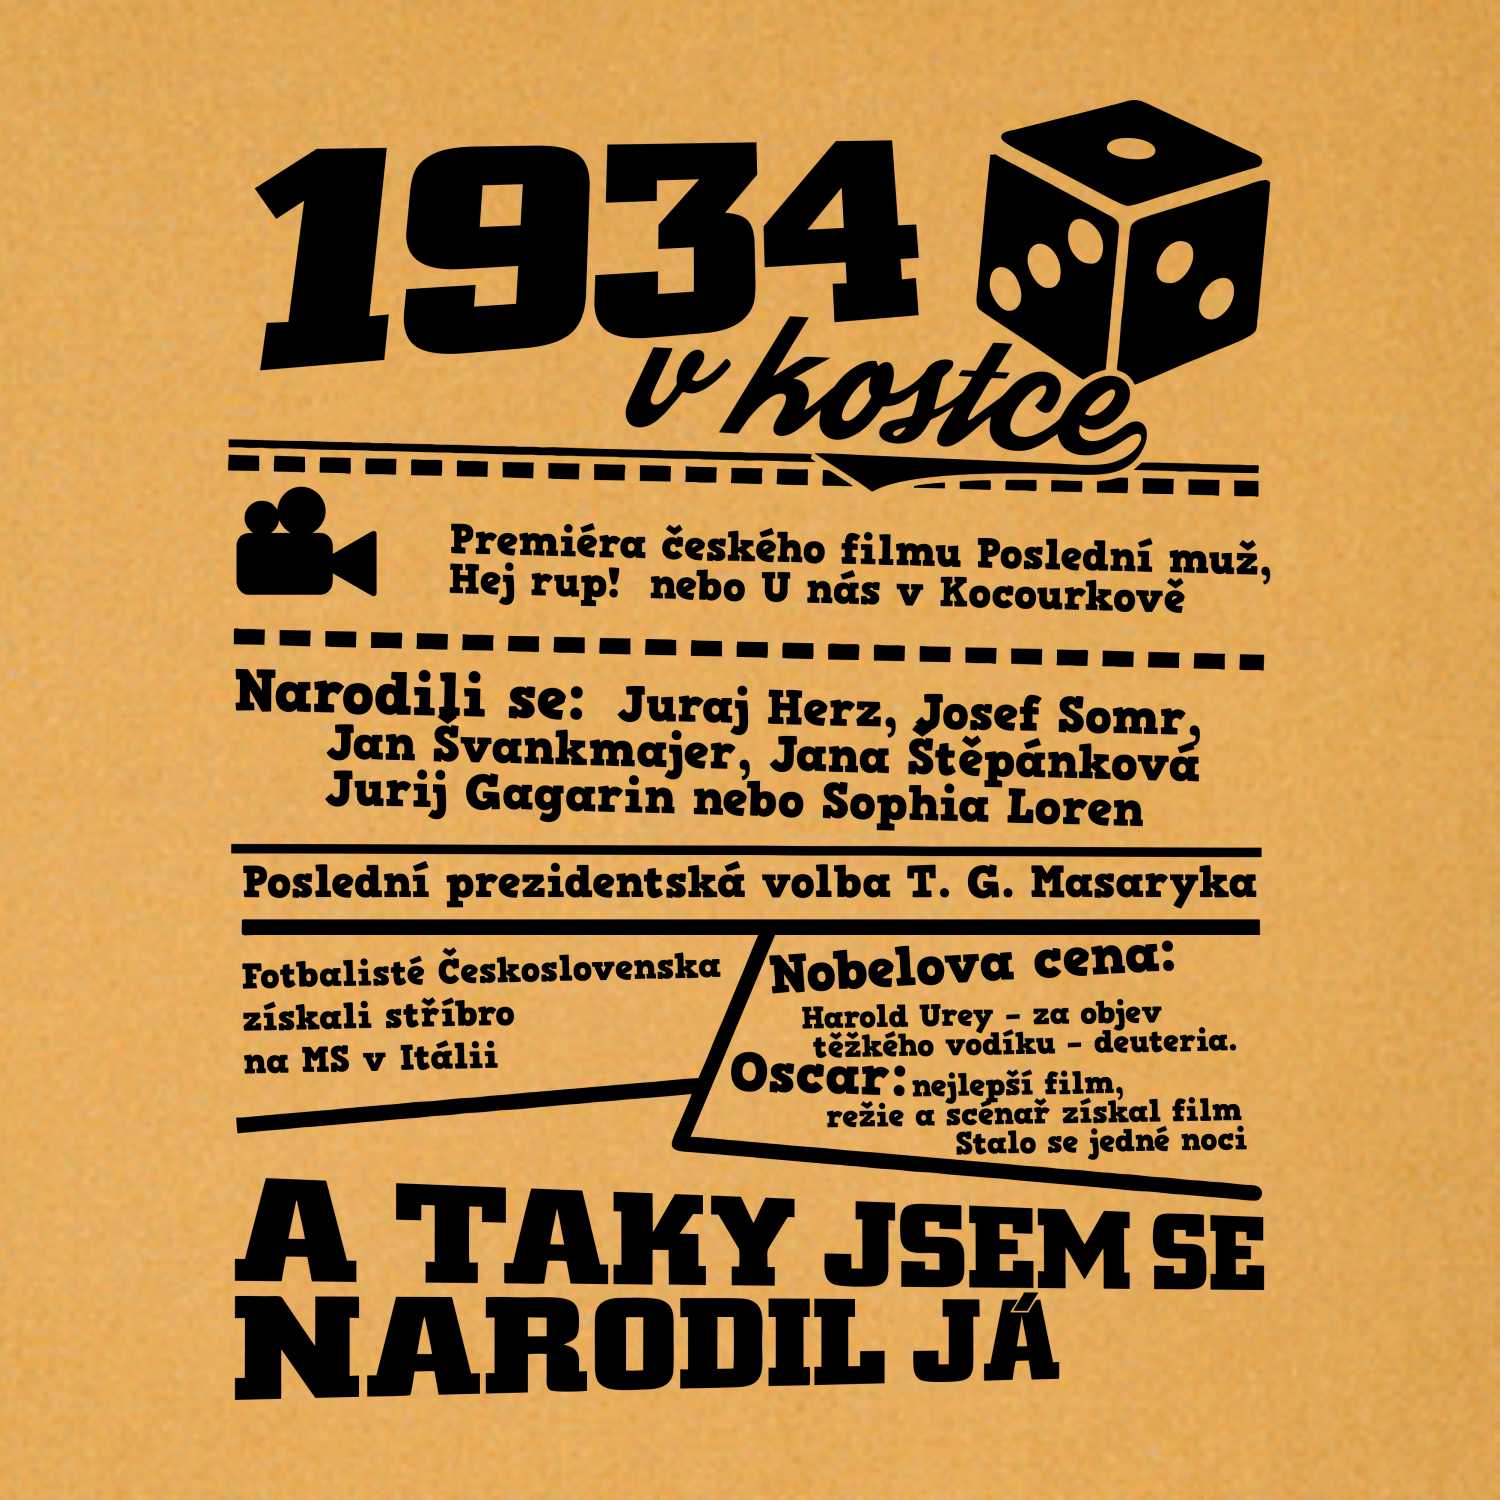 1934
v kostce
Premiéra českého filmu Poslední muž,
Hej rup! nebo U nás v Kocourkově
Narodili se: Juraj Herz, Josef Somr,
Jan Švankmajer, Jana Štěpánková
Jurij Gagarin nebo Sophia Loren
Poslední prezidentská volba T. G. Masaryka
Fotbalisté Československa
získali stříbro
na MS v Itálii
Nobelova cena:
Harold Urey – za objev
těžkého vodíku – deuteria.
Oscar: nejlepší film,
režie a scénař získal film
Stalo se jedné noci
A TAKY JSEM SE
NARODIL JÁ